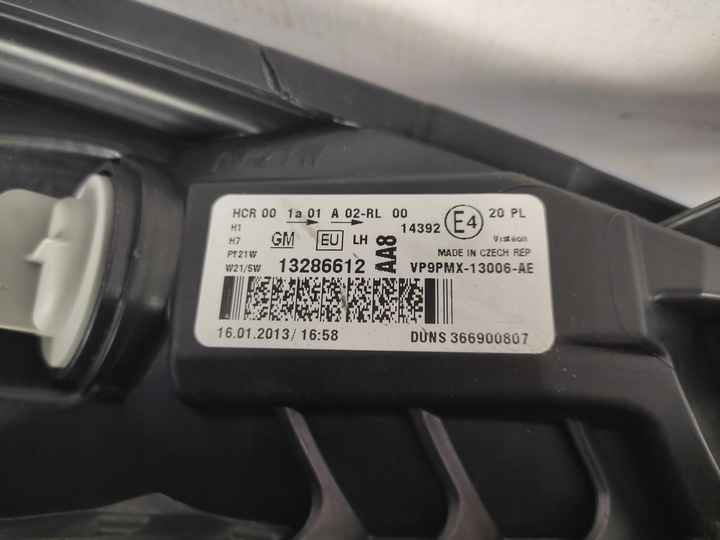 PY21W
HCR 00 1a 01 A 02-RL 00
14392 E4 20 PL
H1
H7 GM EU LH AA8 Visteon
PY21W MADE IN CZECH REP
W21/5W 13286612 VP9PMX-13006-AE
16.01.2013/ 16:58 DUNS 366900807